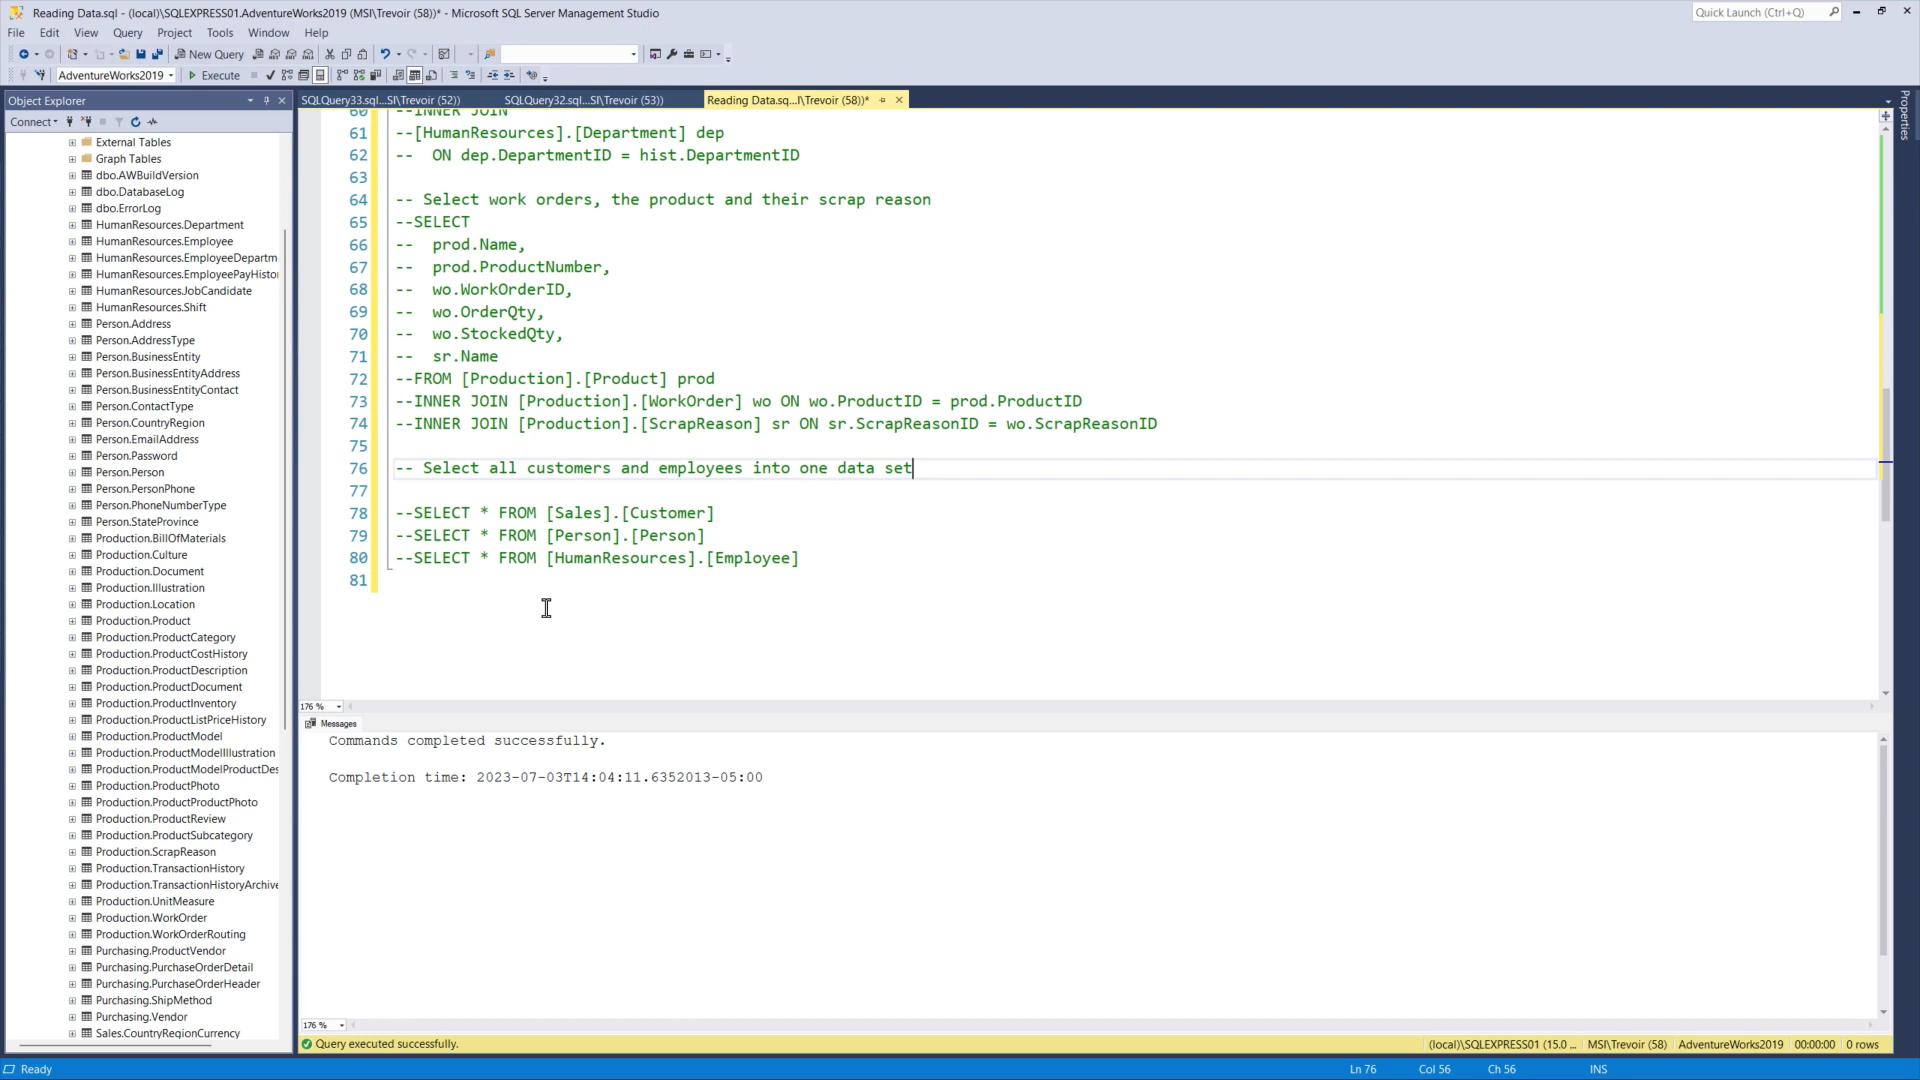 Reading Data.sql - (local)\SQLEXPRESS01.AdventureWorks2019 (MSI\Trevoir (58))* - Microsoft SQL Server Management Studio
Quick Launch (Ctrl+Q)
File Edit View Query Project Tools Window Help
New Query
AdventureWorks2019 Execute
Object Explorer
Connect
External Tables
Graph Tables
dbo.AWBuildVersion
dbo.DatabaseLog
dbo.ErrorLog
HumanResources.Department
HumanResources.Employee
HumanResources.EmployeeDepartm
HumanResources.EmployeePayHisto
HumanResources.JobCandidate
HumanResources.Shift
Person.Address
Person.AddressType
Person.BusinessEntity
Person.BusinessEntityAddress
Person.BusinessEntityContact
Person.ContactType
Person.CountryRegion
Person.EmailAddress
Person.Password
Person.Person
Person.PersonPhone
Person.PhoneNumberType
Person.StateProvince
Production.BillOfMaterials
Production.Culture
Production.Document
Production.Illustration
Production.Location
Production.Product
Production.ProductCategory
Production.ProductCostHistory
Production.ProductDescription
Production.ProductDocument
Production.ProductInventory
Production.ProductListPriceHistory
Production.ProductModel
Production.ProductModelIllustration
Production.ProductModelProductDes
Production.ProductPhoto
Production.ProductProductPhoto
Production.ProductReview
Production.ProductSubcategory
Production.ScrapReason
Production.TransactionHistory
Production.TransactionHistoryArchive
Production.UnitMeasure
Production.WorkOrder
Production.WorkOrderRouting
Purchasing.ProductVendor
Purchasing.PurchaseOrderDetail
Purchasing.PurchaseOrderHeader
Purchasing.ShipMethod
Purchasing.Vendor
Sales.CountryRegionCurrency
SQLQuery33.sql...SI\Trevoir (52)) SQLQuery32.sql...SI\Trevoir (53)) Reading Data.sq...I\Trevoir (58))*
60 --INNER JOIN
61 --[HumanResources].[Department] dep
62 -- ON dep.DepartmentID = hist.DepartmentID
63
64 -- Select work orders, the product and their scrap reason
65 --SELECT
66 -- prod.Name,
67 -- prod.ProductNumber,
68 -- wo.WorkOrderID,
69 -- wo.OrderQty,
70 -- wo.StockedQty,
71 -- sr.Name
72 --FROM [Production].[Product] prod
73 --INNER JOIN [Production].[WorkOrder] wo ON wo.ProductID = prod.ProductID
74 --INNER JOIN [Production].[ScrapReason] sr ON sr.ScrapReasonID = wo.ScrapReasonID
75
76 -- Select all customers and employees into one data set
77
78 --SELECT * FROM [Sales].[Customer]
79 --SELECT * FROM [Person].[Person]
80 --SELECT * FROM [HumanResources].[Employee]
81
176 %
Messages
Commands completed successfully.
Completion time: 2023-07-03T14:04:11.6352013-05:00
176 %
Query executed successfully. (local)\SQLEXPRESS01 (15.0 ... MSI\Trevoir (58) AdventureWorks2019 00:00:00 0 rows
Properties
Ready Ln 76 Col 56 Ch 56 INS